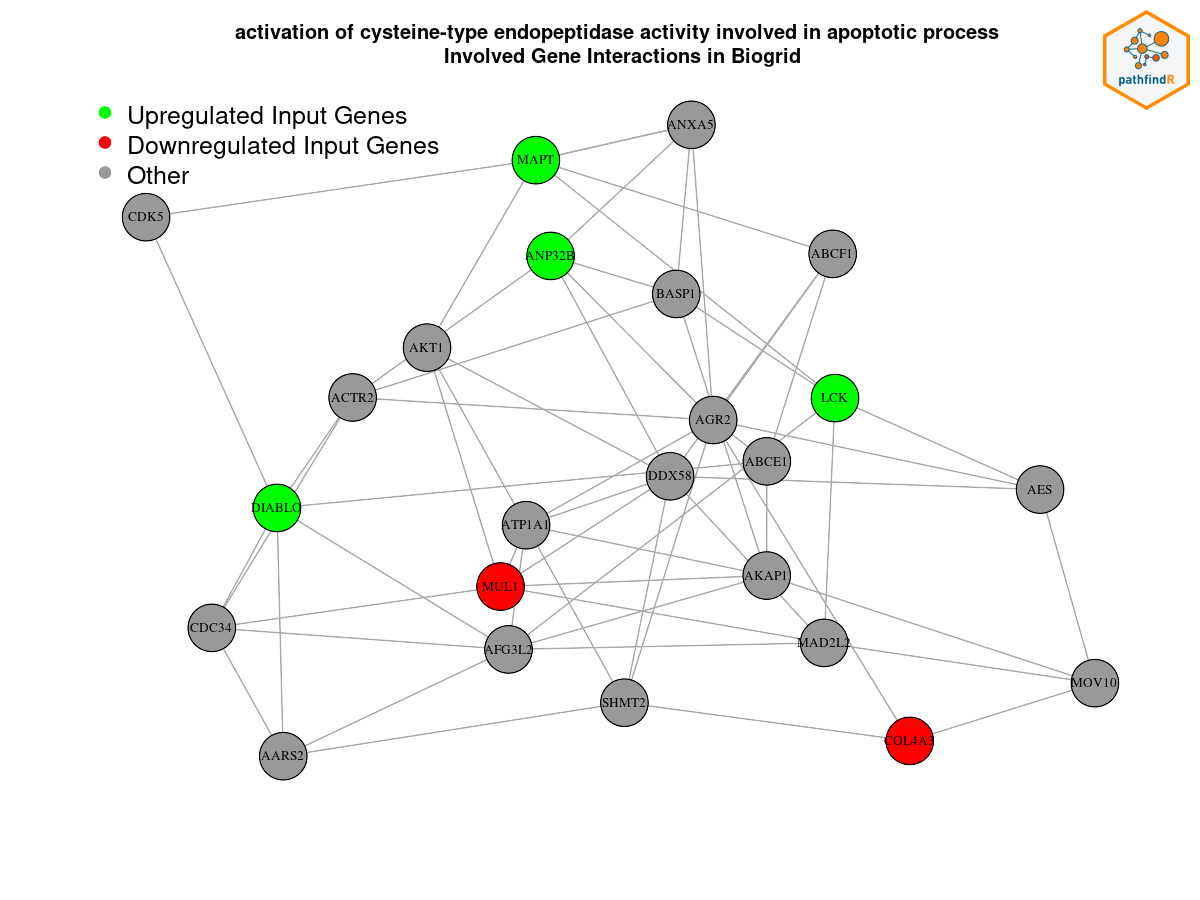 activation of cysteine-type endopeptidase activity involved in apoptotic process
Involved Gene Interactions in Biogrid
pathfindR
Upregulated Input Genes
Downregulated Input Genes
Other
ANXA5
MAPT
CDK5
ANP32B
ABCF1
BASP1
AKT1
ACTR2
LCK
AGR2
ABCE1
DDX58
AES
DIABLO
ATP1A1
AKAP1
MUL1
CDC34
MAD2L2
AFG3L2
MOV10
SHMT2
COL4A3
AARS2